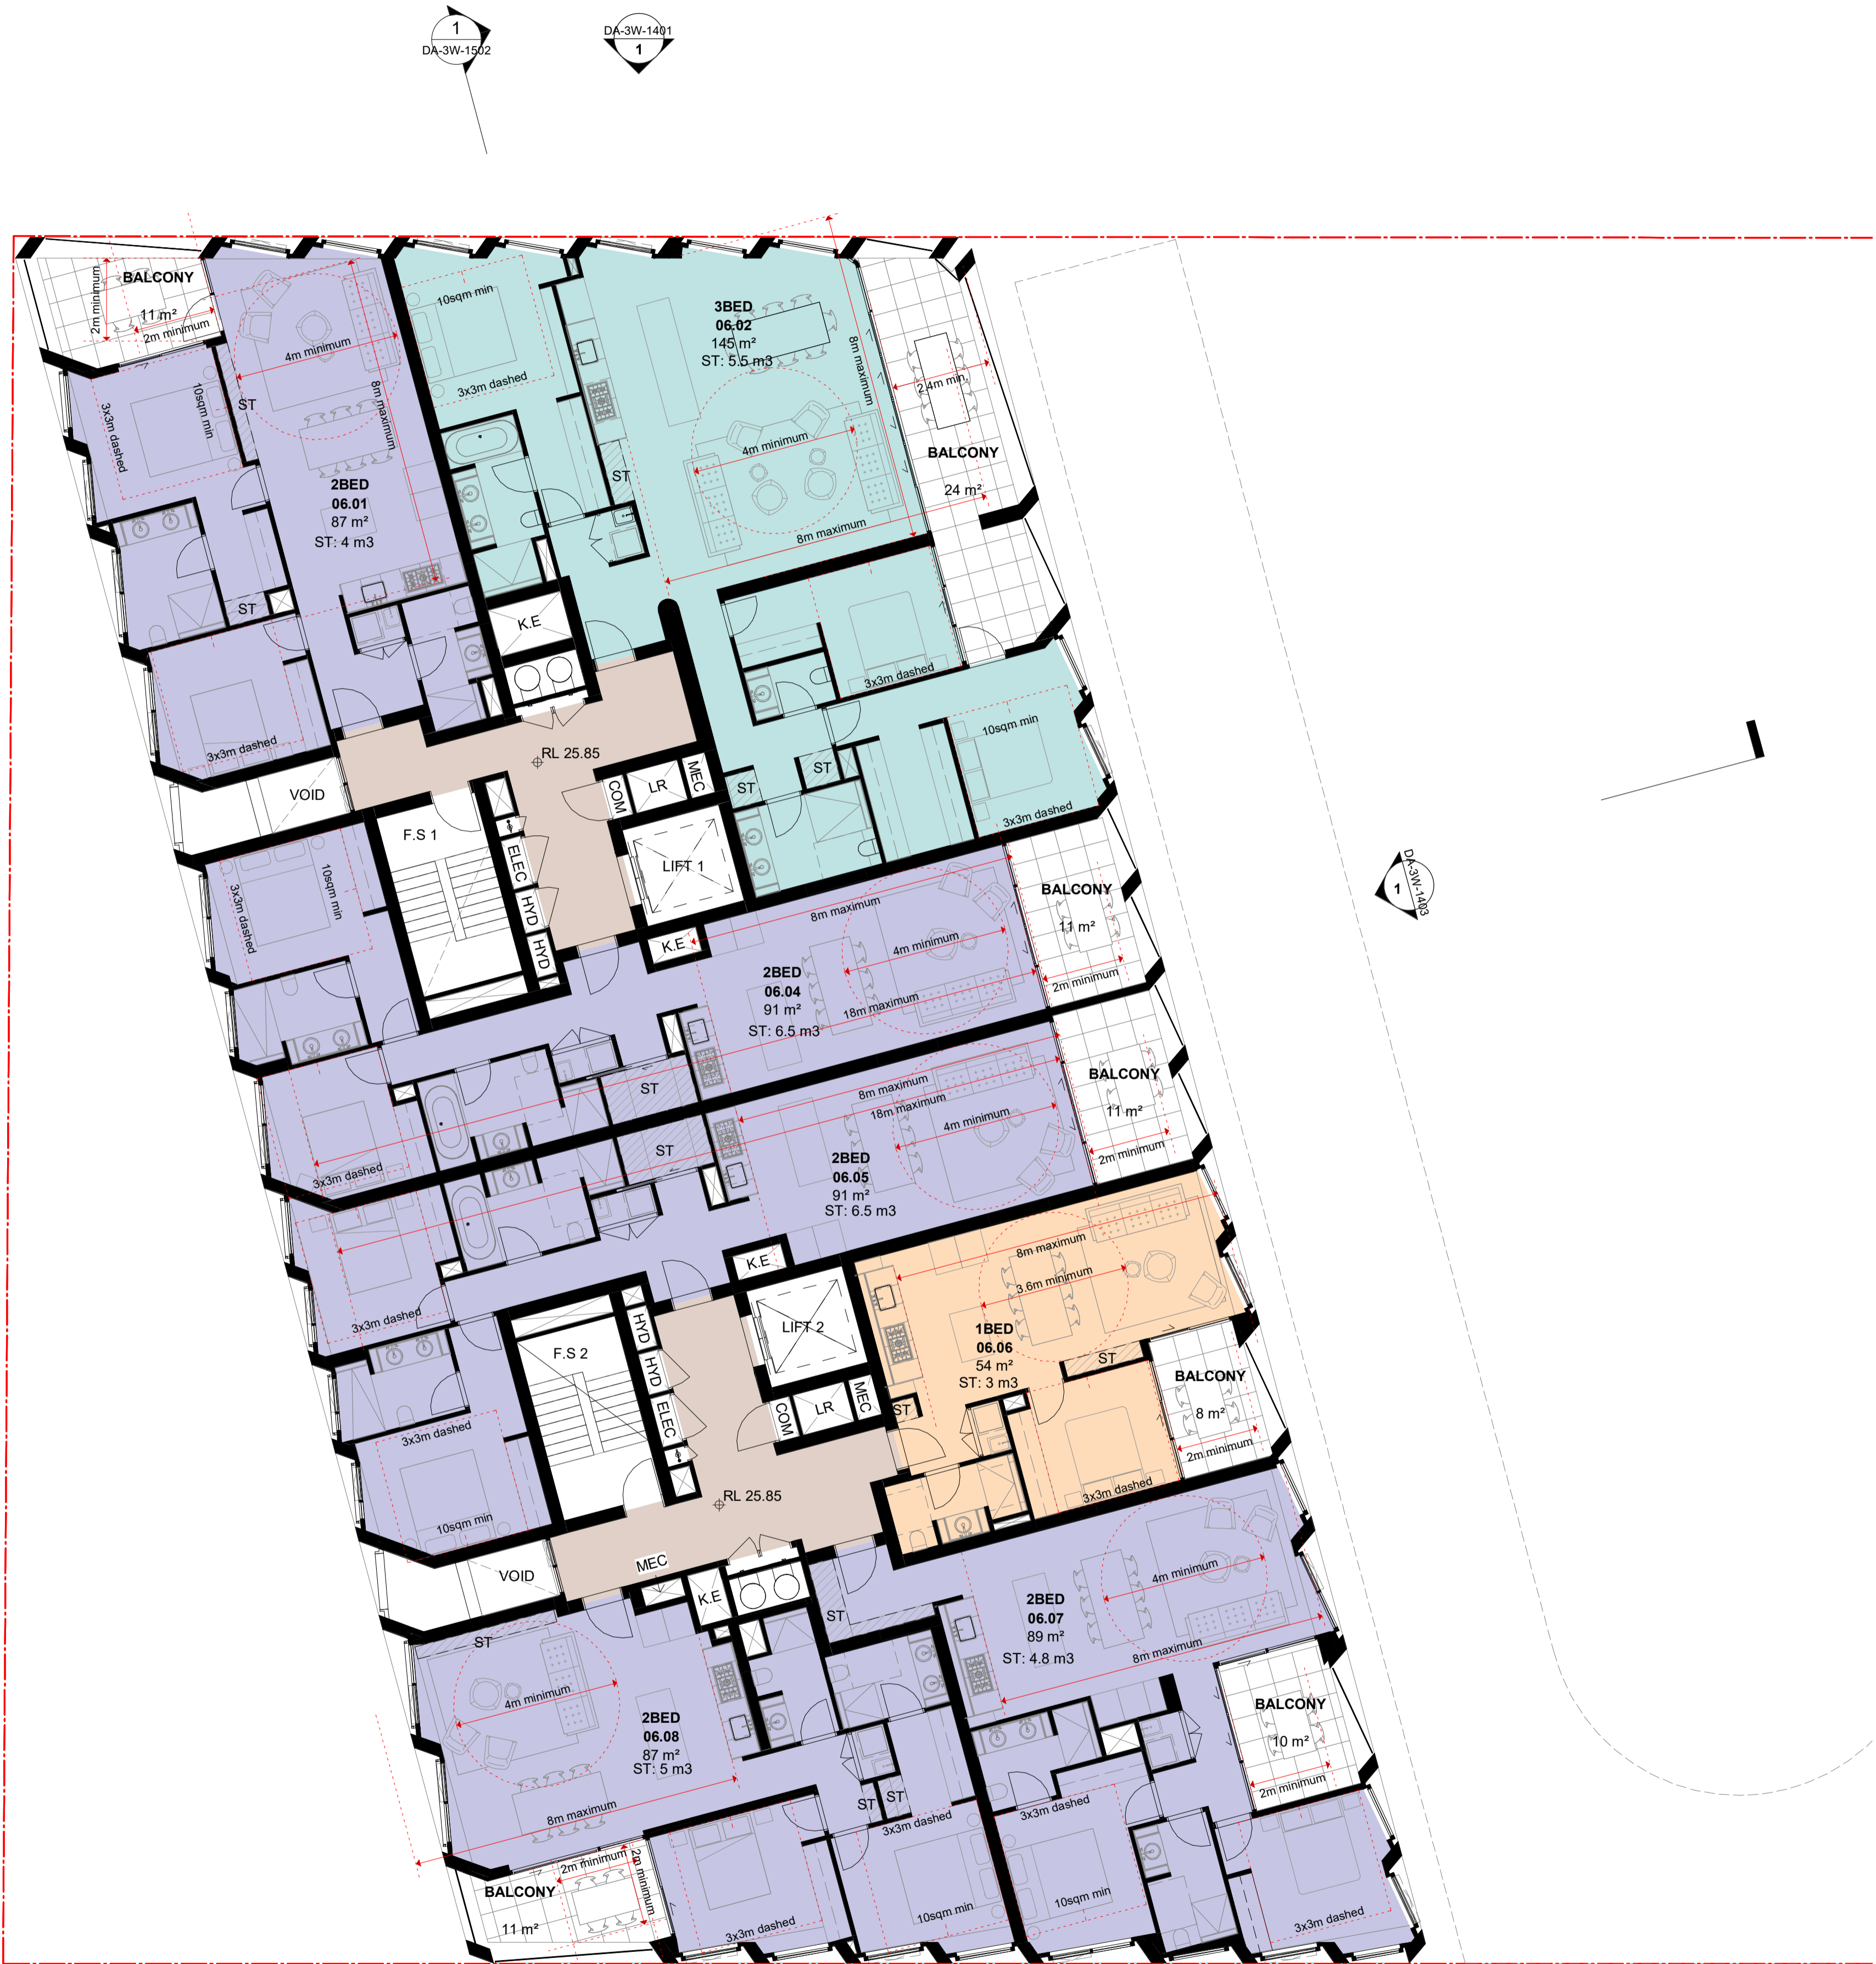 1
DA-3W-1502
DA-3W-1401
1
BALCONY
11 m²
2m minimum
2m minimum
4m minimum
8m maximum
10sqm min
3x3m dashed
ST
2BED
06.01
87 m²
ST: 4 m3
ST
3x3m dashed
10sqm min
3x3m dashed
3BED
06.02
145 m²
ST: 5.5 m3
8m maximum
4m minimum
8m maximum
ST
2.4m min
BALCONY
24 m²
K.E
3x3m dashed
10sqm min
3x3m dashed
ST
ST
RL 25.85
VOID
F.S 1
COM
LR
MEC
LIFT 1
ELEC
HYD
HYD
10sqm min
3x3m dashed
K.E
8m maximum
4m minimum
2BED
06.04
91 m²
ST: 6.5 m3
18m maximum
BALCONY
11 m²
2m minimum
DA-3W-1403
1
ST
3x3m dashed
ST
8m maximum
18m maximum
4m minimum
2BED
06.05
91 m²
ST: 6.5 m3
BALCONY
11 m²
2m minimum
3x3m dashed
K.E
8m maximum
3.6m minimum
1BED
06.06
54 m²
ST: 3 m3
ST
ST
BALCONY
8 m²
2m minimum
3x3m dashed
LIFT 2
F.S 2
HYD
HYD
ELEC
COM
LR
MEC
3x3m dashed
10sqm min
RL 25.85
VOID
MEC
K.E
ST
4m minimum
2BED
06.08
87 m²
ST: 5 m3
8m maximum
ST
2BED
06.07
89 m²
ST: 4.8 m3
4m minimum
8m maximum
BALCONY
10 m²
2m minimum
ST
ST
3x3m dashed
3x3m dashed
2m minimum
2m minimum
BALCONY
11 m²
3x3m dashed
10sqm min
10sqm min
3x3m dashed